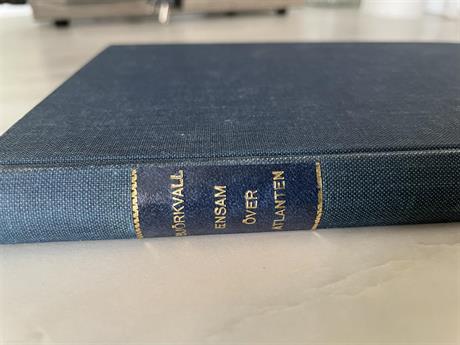 BJÖRKVALL
ENSAM
ÖVER
ATLANTEN